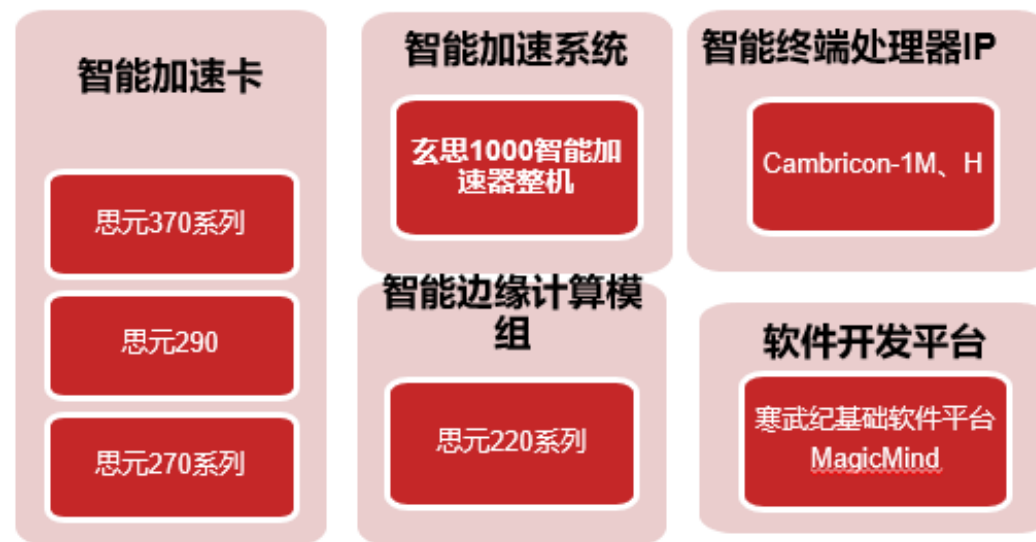 智能加速卡
思元370系列
思元290
思元270系列
智能加速系统
玄思1000智能加
速器整机
智能边缘计算模
组
思元220系列
智能终端处理器IP
Cambricon-1M、H
软件开发平台
寒武纪基础软件平台
MagicMind